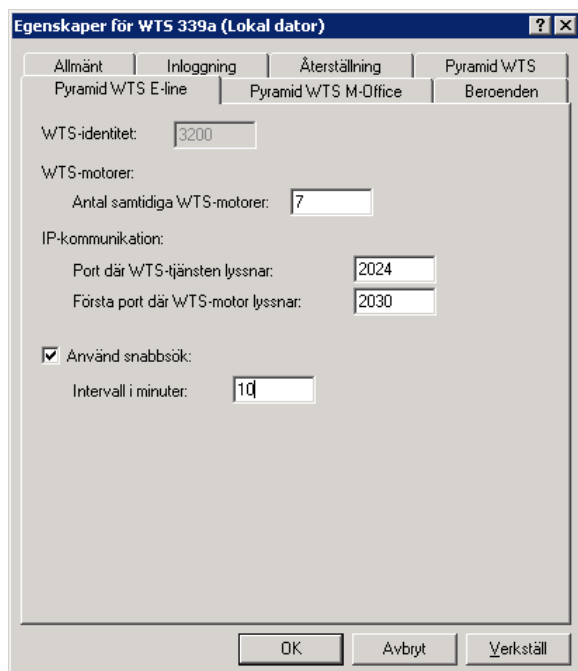 Egenskaper för WTS 339a (Lokal dator)
Allmänt Inloggning Återställning Pyramid WTS
Pyramid WTS E-line Pyramid WTS M-Office Beroenden
WTS-identitet: 3200
WTS-motorer:
Antal samtidiga WTS-motorer: 7
IP-kommunikation:
Port där WTS-tjänsten lyssnar: 2024
Första port där WTS-motor lyssnar: 2030
Använd snabbsök:
Intervall i minuter: 10
OK Avbryt Verkställ